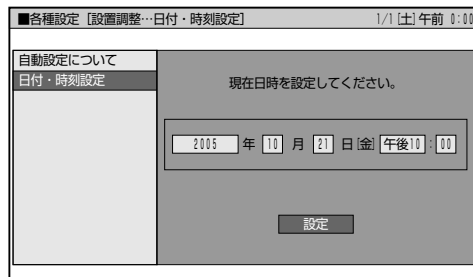 ■各種設定［設置調整…日付・時刻設定］ 1/1［土］午前 0:00
自動設定について
日付・時刻設定
現在日時を設定してください。
2005 年 10 月 21 日［金］ 午後10 : 00
設定